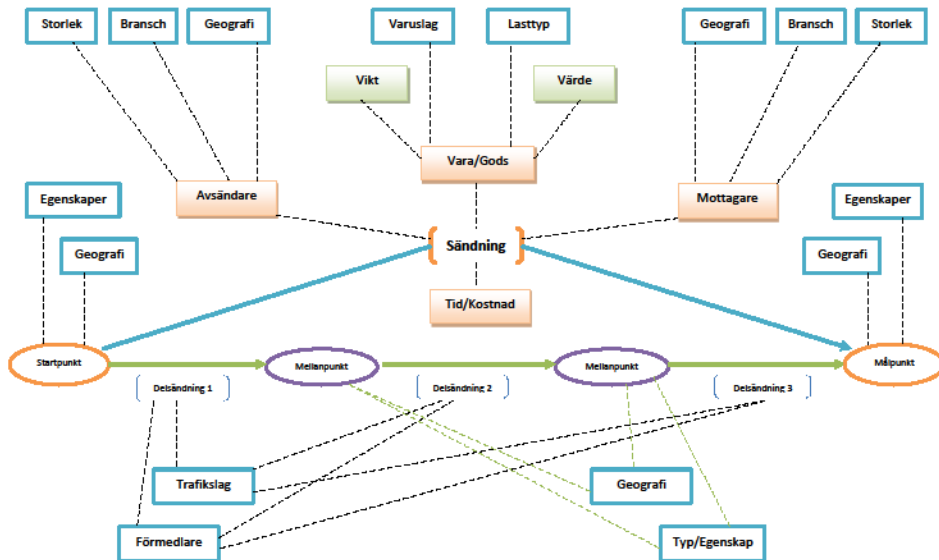 Storlek
Bransch
Geografi
Varuslag
Lasttyp
Geografi
Bransch
Storlek
Vikt
Värde
Vara/Gods
Avsändare
Mottagare
Egenskaper
Egenskaper
Sändning
Geografi
Geografi
Tid/Kostnad
Startpunkt
Mellanpunkt
Mellanpunkt
Målpunkt
Delsändning 1
Delsändning 2
Delsändning 3
Trafikslag
Geografi
Förmedlare
Typ/Egenskap